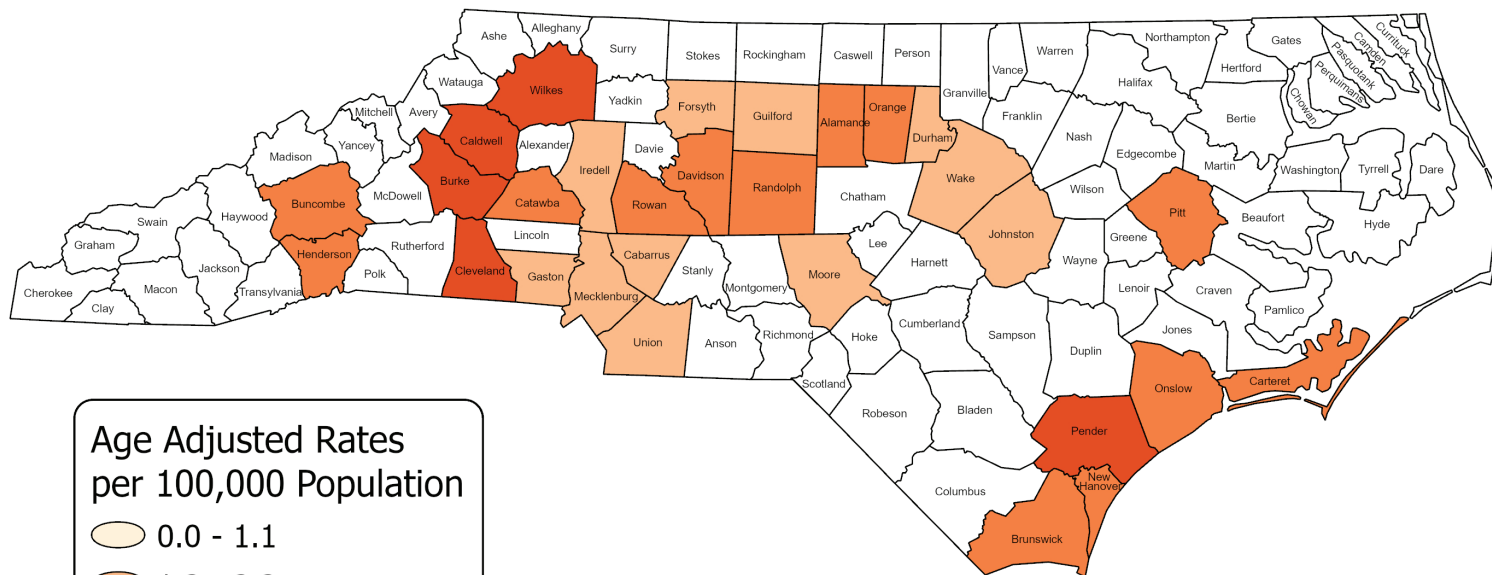 Ashe
Alleghany
Surry
Stokes
Rockingham
Caswell
Person
Granville
Vance
Warren
Northampton
Halifax
Gates
Hertford
Currituck
Camden
Pasquotank
Perquimans
Chowan
Bertie
Watauga
Wilkes
Yadkin
Forsyth
Guilford
Alamance
Orange
Durham
Franklin
Nash
Edgecombe
Martin
Washington
Tyrrell
Dare
Mitchell
Avery
Caldwell
Alexander
Davie
Iredell
Davidson
Randolph
Chatham
Wake
Wilson
Pitt
Beaufort
Hyde
Madison
Yancey
McDowell
Burke
Catawba
Rowan
Buncombe
Haywood
Swain
Graham
Cherokee
Clay
Macon
Jackson
Transylvania
Henderson
Polk
Rutherford
Cleveland
Lincoln
Gaston
Mecklenburg
Cabarrus
Stanly
Union
Anson
Montgomery
Richmond
Moore
Lee
Harnett
Johnston
Wayne
Greene
Lenoir
Craven
Pamlico
Jones
Carteret
Onslow
Duplin
Sampson
Cumberland
Hoke
Scotland
Robeson
Bladen
Columbus
Pender
New
Hanover
Brunswick
Age Adjusted Rates
per 100,000 Population
0.0 - 1.1